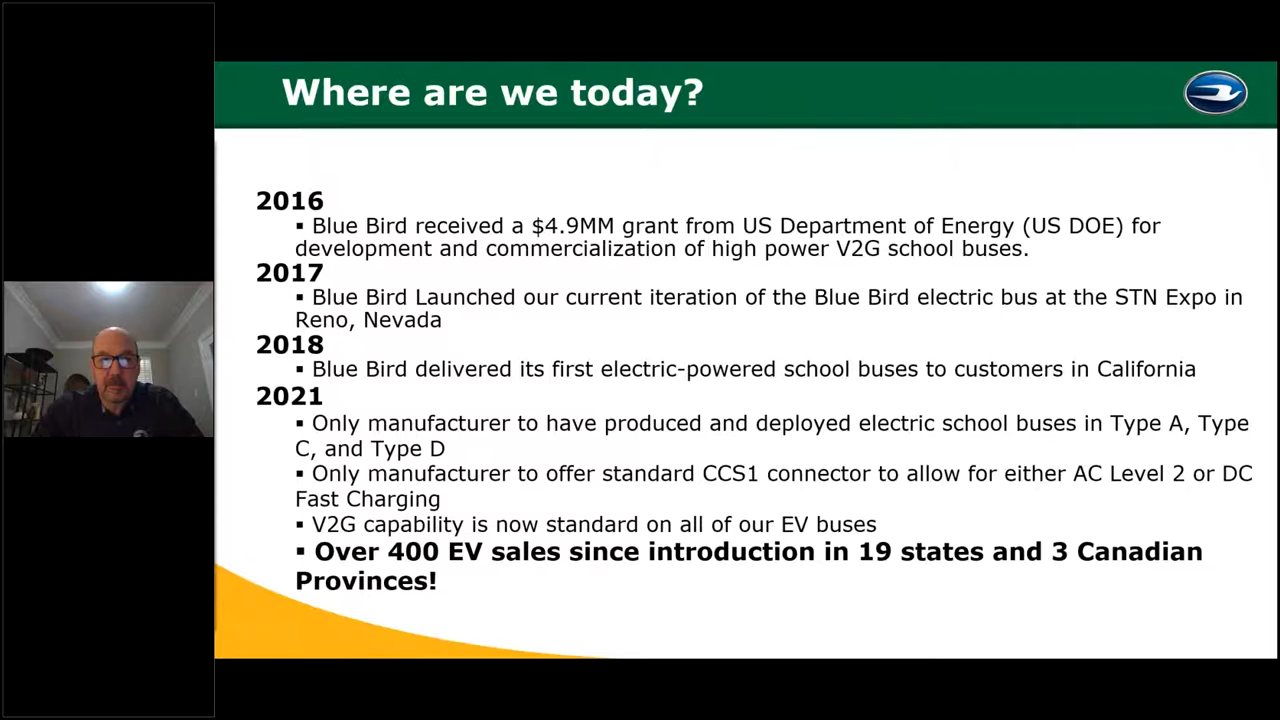 Where are we today?
2016
▪ Blue Bird received a $4.9MM grant from US Department of Energy (US DOE) for
development and commercialization of high power V2G school buses.
2017
▪ Blue Bird Launched our current iteration of the Blue Bird electric bus at the STN Expo in
Reno, Nevada
2018
▪ Blue Bird delivered its first electric-powered school buses to customers in California
2021
▪ Only manufacturer to have produced and deployed electric school buses in Type A, Type
C, and Type D
▪ Only manufacturer to offer standard CCS1 connector to allow for either AC Level 2 or DC
Fast Charging
▪ V2G capability is now standard on all of our EV buses
▪ Over 400 EV sales since introduction in 19 states and 3 Canadian
Provinces!